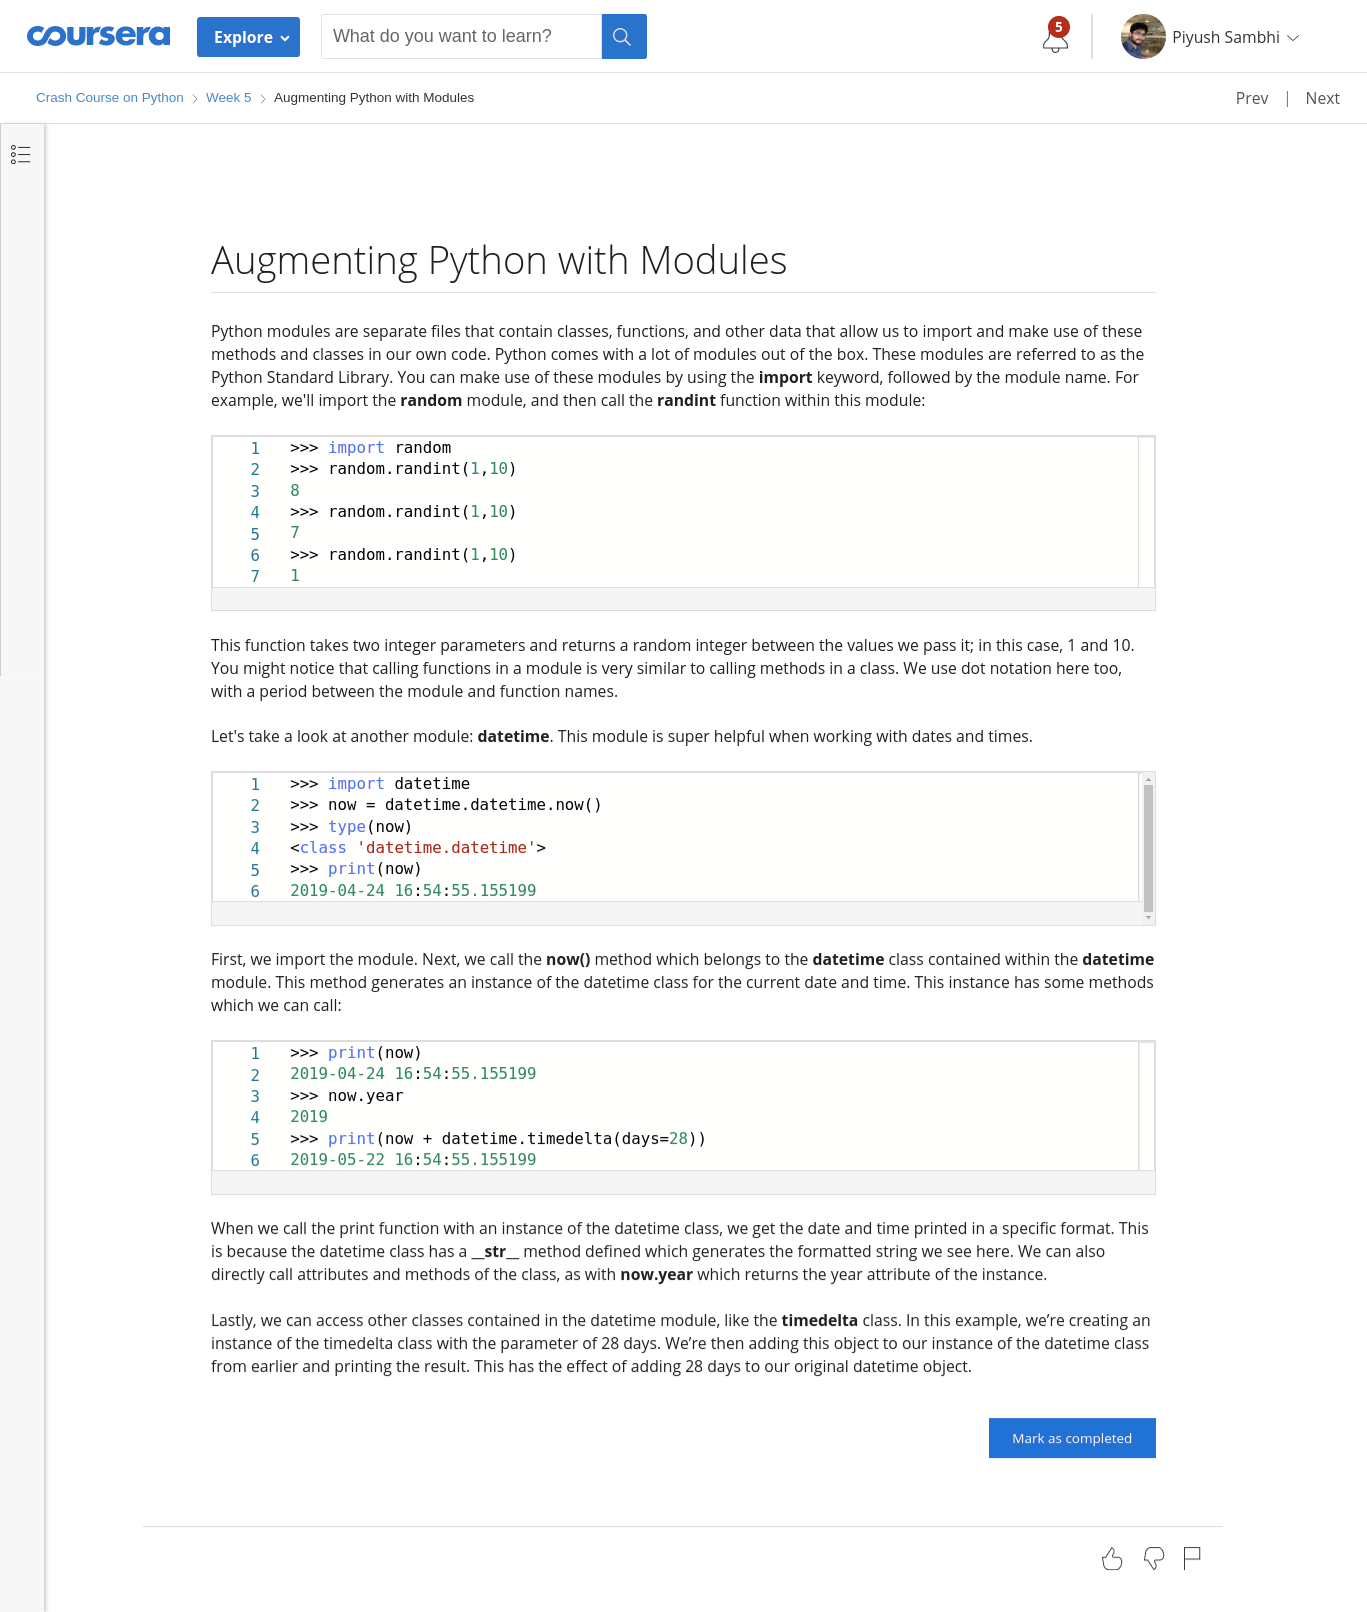 coursera
Explore
What do you want to learn?
5
Piyush Sambhi
Crash Course on Python
Week 5
Augmenting Python with Modules
Prev | Next
Augmenting Python with Modules
Python modules are separate files that contain classes, functions, and other data that allow us to import and make use of these
methods and classes in our own code. Python comes with a lot of modules out of the box. These modules are referred to as the
Python Standard Library. You can make use of these modules by using the import keyword, followed by the module name. For
example, we'll import the random module, and then call the randint function within this module:
1 >>> import random
2 >>> random.randint(1,10)
3 8
4 >>> random.randint(1,10)
5 7
6 >>> random.randint(1,10)
7 1
This function takes two integer parameters and returns a random integer between the values we pass it; in this case, 1 and 10.
You might notice that calling functions in a module is very similar to calling methods in a class. We use dot notation here too,
with a period between the module and function names.
Let's take a look at another module: datetime. This module is super helpful when working with dates and times.
1 >>> import datetime
2 >>> now = datetime.datetime.now()
3 >>> type(now)
4 <class 'datetime.datetime'>
5 >>> print(now)
6 2019-04-24 16:54:55.155199
First, we import the module. Next, we call the now() method which belongs to the datetime class contained within the datetime
module. This method generates an instance of the datetime class for the current date and time. This instance has some methods
which we can call:
1 >>> print(now)
2 2019-04-24 16:54:55.155199
3 >>> now.year
4 2019
5 >>> print(now + datetime.timedelta(days=28))
6 2019-05-22 16:54:55.155199
When we call the print function with an instance of the datetime class, we get the date and time printed in a specific format. This
is because the datetime class has a __str__ method defined which generates the formatted string we see here. We can also
directly call attributes and methods of the class, as with now.year which returns the year attribute of the instance.
Lastly, we can access other classes contained in the datetime module, like the timedelta class. In this example, we’re creating an
instance of the timedelta class with the parameter of 28 days. We’re then adding this object to our instance of the datetime class
from earlier and printing the result. This has the effect of adding 28 days to our original datetime object.
Mark as completed